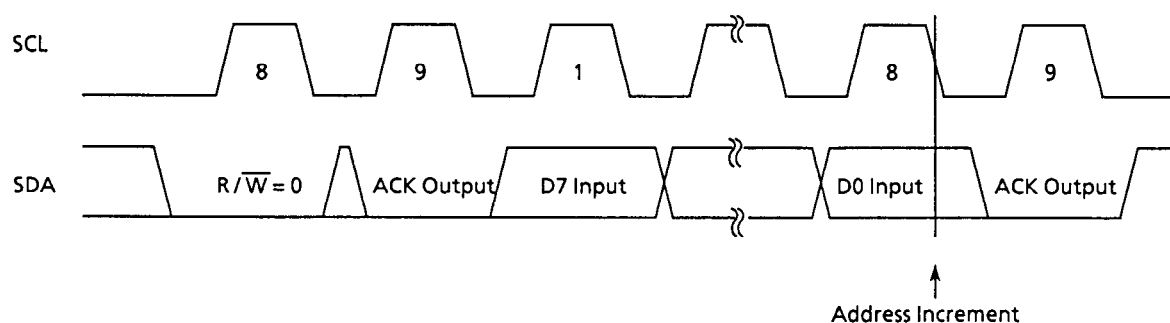 SCL
8
9
1
8
9
SDA
R/W̅=0
ACK Output
D7 Input
D0 Input
ACK Output
Address Increment